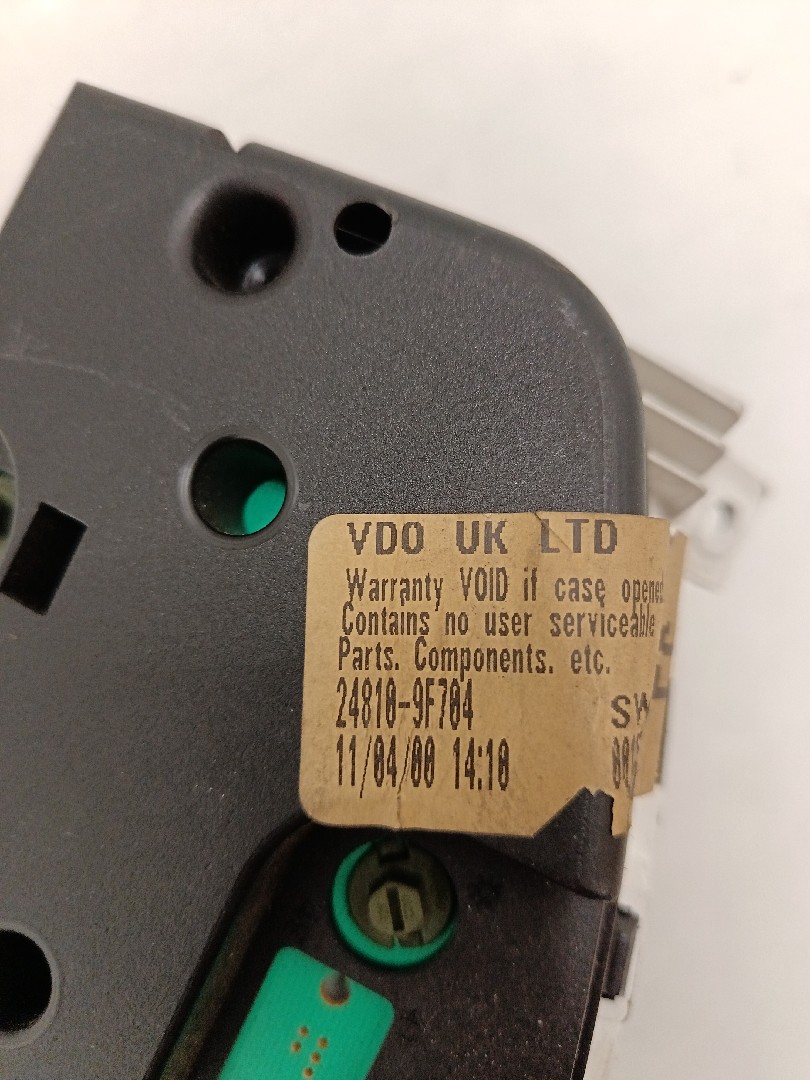 VDO UK LTD
Warranty VOID if case opened
Contains no user serviceable
Parts. Components. etc.
24810-9F704
11/04/00 14:10